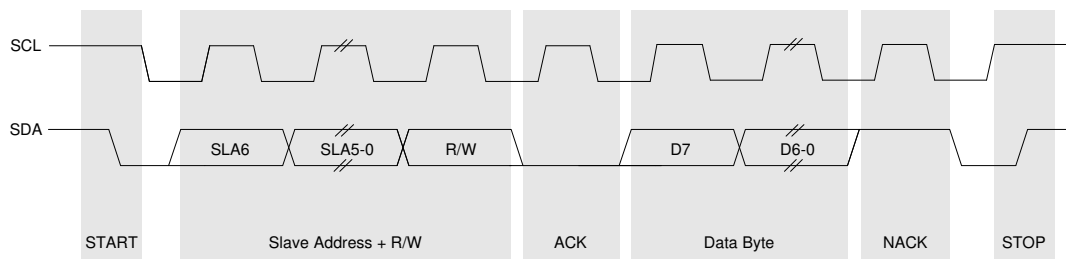 SCL
SDA
SLA6
SLA5-0
R/W
D7
D6-0
START
Slave Address + R/W
ACK
Data Byte
NACK
STOP